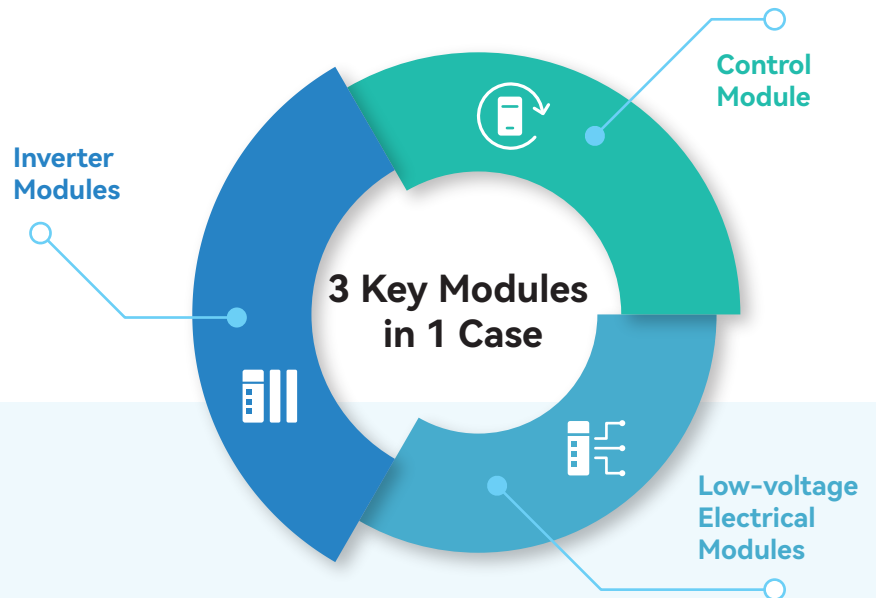 Control
Module
Inverter
Modules
3 Key Modules
in 1 Case
Low-voltage
Electrical
Modules